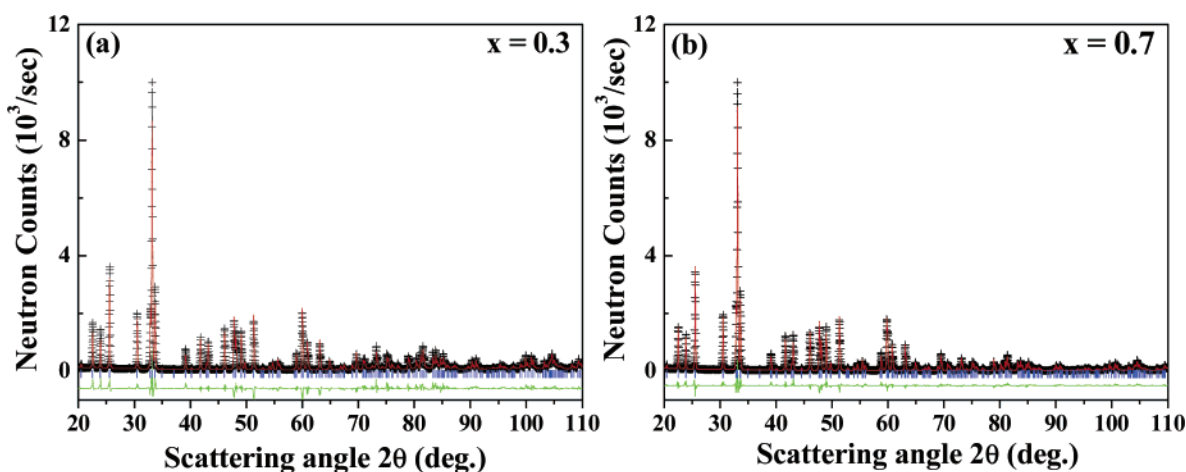 (a)
x = 0.3
Neutron Counts (10³/sec)
12
8
4
0
20 30 40 50 60 70 80 90 100 110
Scattering angle 2θ (deg.)
(b)
x = 0.7
Neutron Counts (10³/sec)
12
8
4
0
20 30 40 50 60 70 80 90 100 110
Scattering angle 2θ (deg.)